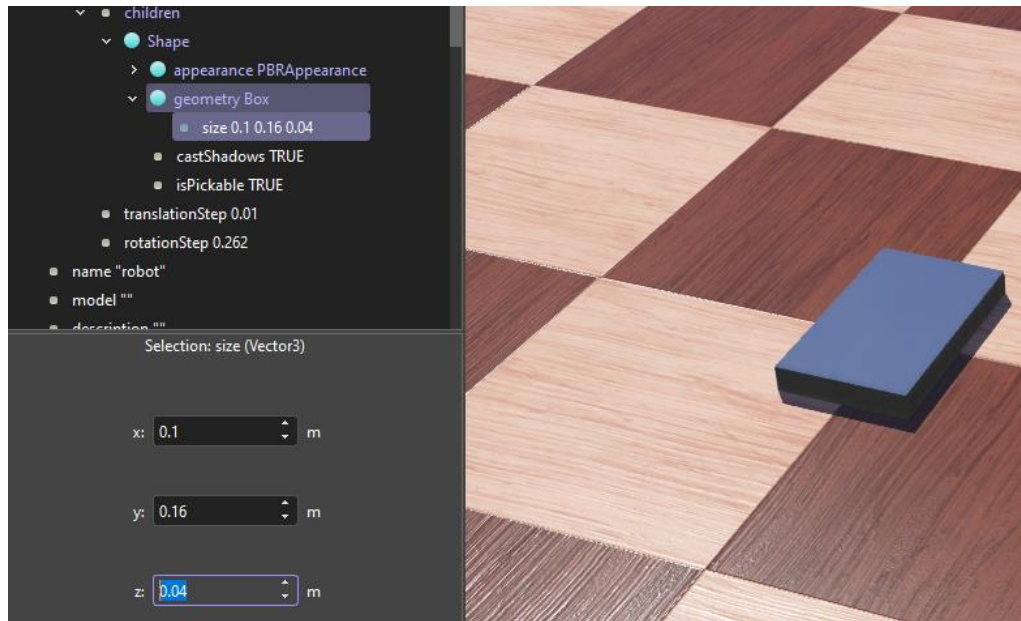 children
Shape
appearance PBRAppearance
geometry Box
size 0.1 0.16 0.04
castShadows TRUE
isPickable TRUE
translationStep 0.01
rotationStep 0.262
name "robot"
model ""
description ""
Selection: size (Vector3)
x: 0.1 m
y: 0.16 m
z: 0.04 m